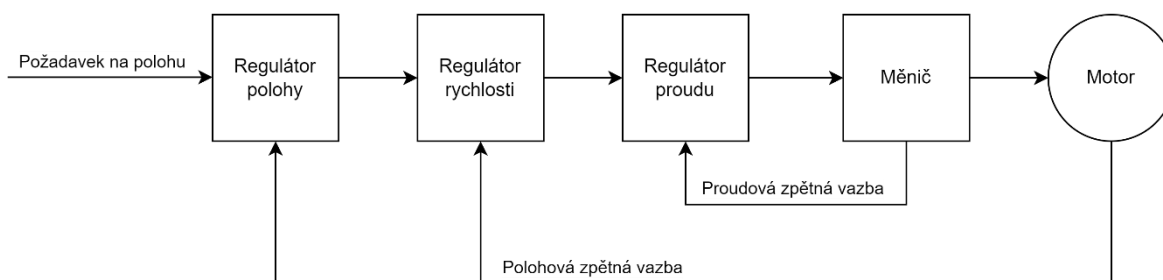 Požadavek na polohu
Regulátor
polohy
Regulátor
rychlosti
Regulátor
proudu
Měnič
Motor
Proudová zpětná vazba
Polohová zpětná vazba